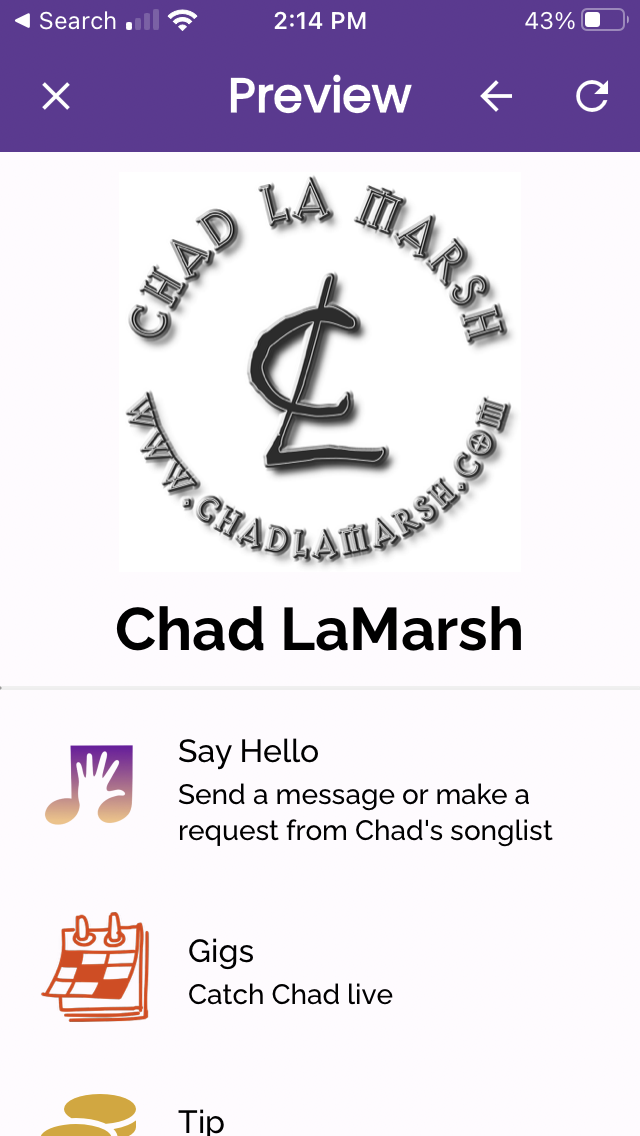 Search
2:14 PM
43%
Preview
CHAD LA MARSH
CL
WWW.CHADLAMARSH.COM
Chad LaMarsh
Say Hello
Send a message or make a
request from Chad's songlist
Gigs
Catch Chad live
Tip